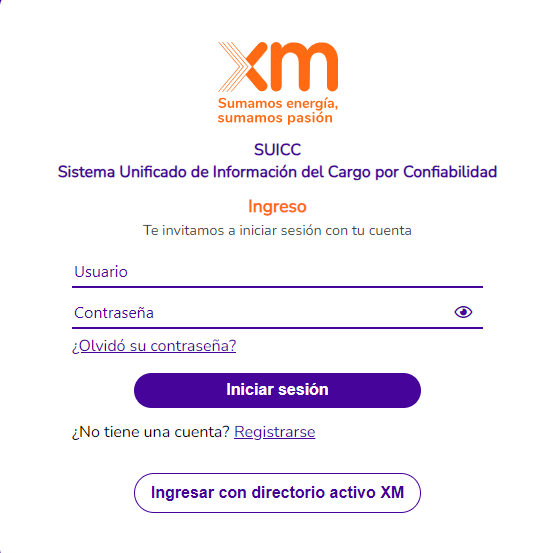 xm
Sumamos energía,
sumamos pasión
SUICC
Sistema Unificado de Información del Cargo por Confiabilidad
Ingreso
Te invitamos a iniciar sesión con tu cuenta
Usuario
Contraseña
¿Olvidó su contraseña?
Iniciar sesión
¿No tiene una cuenta? Registrarse
Ingresar con directorio activo XM